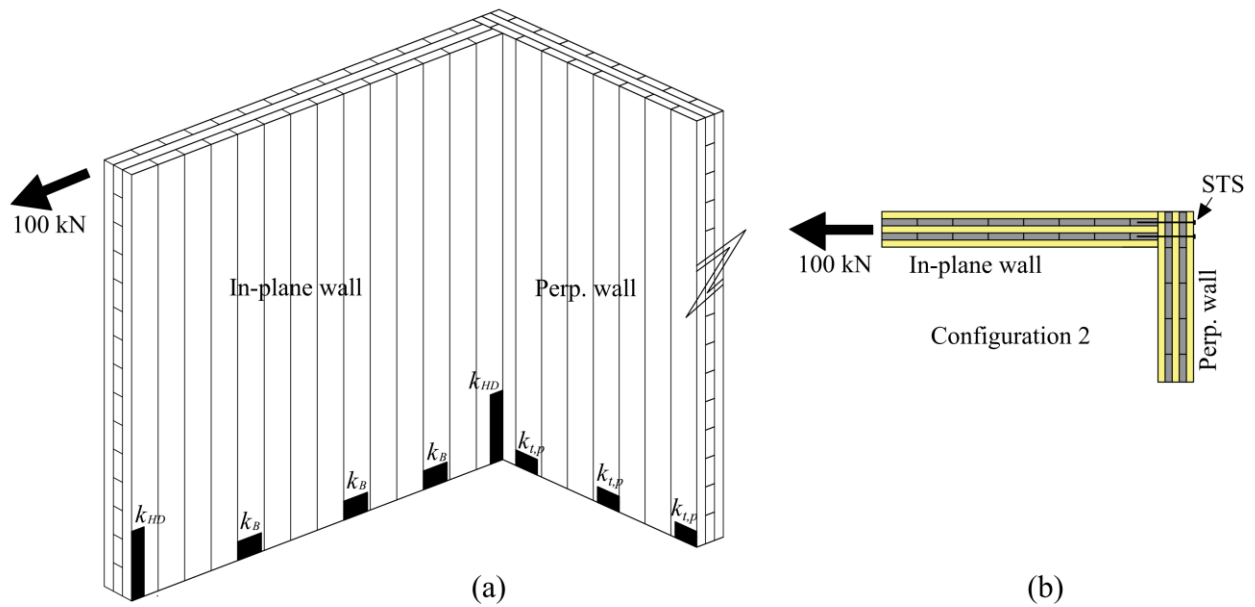 100 kN
In-plane wall
Perp. wall
k_HD
k_B
k_B
k_B
k_HD
k_t,p
k_t,p
k_t,p
(a)
STS
100 kN
In-plane wall
Perp. wall
Configuration 2
(b)